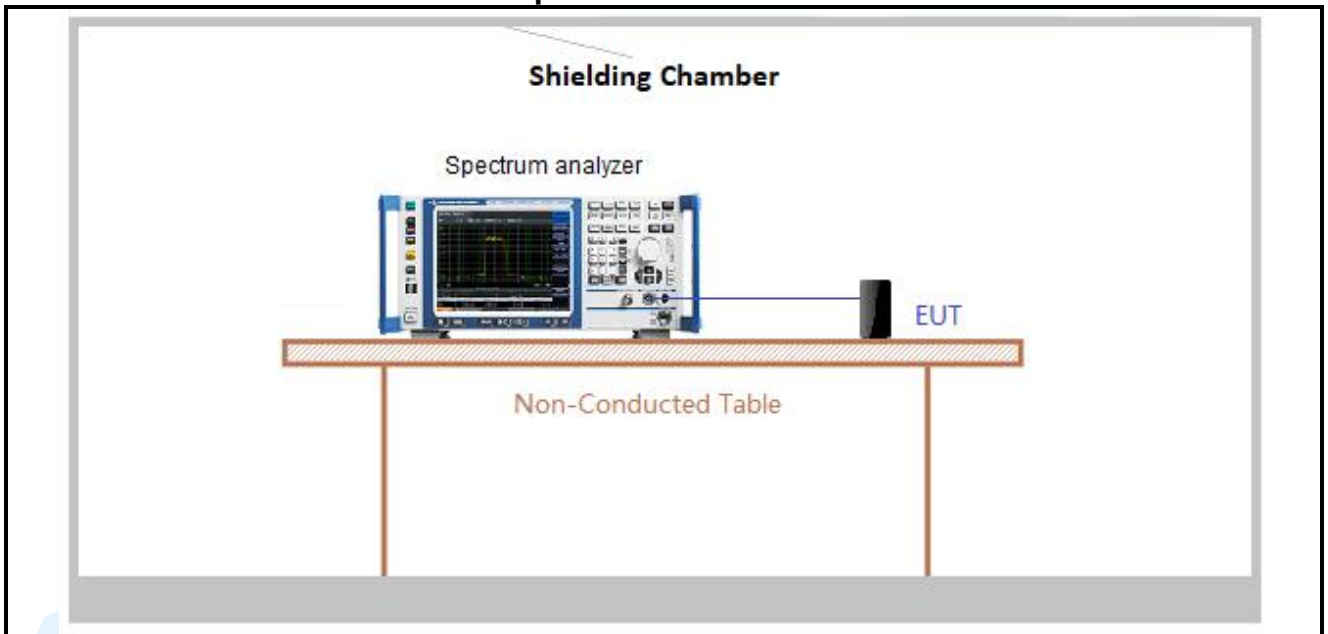 Shielding Chamber
Spectrum analyzer
EUT
Non-Conducted Table